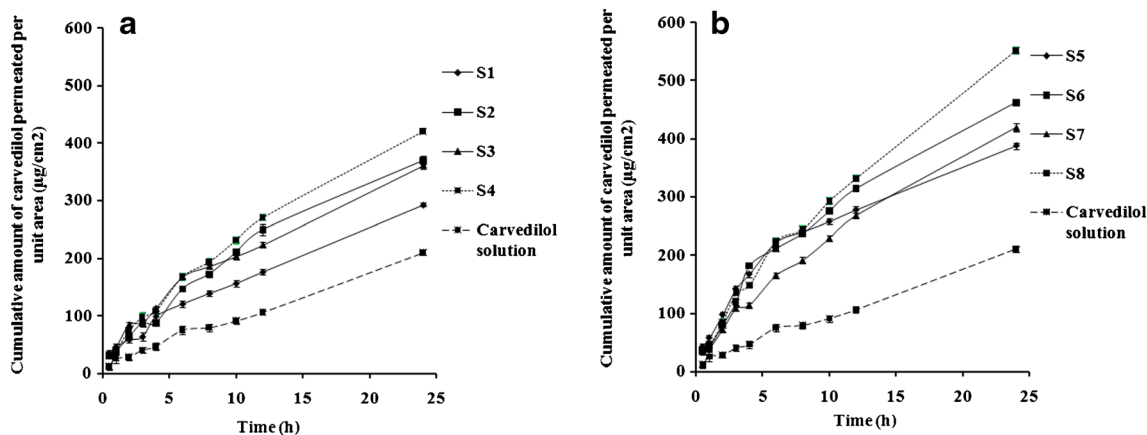 a
Cumulative amount of carvedilol permeated per
unit area (µg/cm2)
600
500
400
300
200
100
0
0 5 10 15 20 25
Time (h)
S1
S2
S3
S4
Carvedilol
solution
b
Cumulative amount of carvedilol permeated per
unit area (µg/cm2)
600
500
400
300
200
100
0
0 5 10 15 20 25
Time (h)
S5
S6
S7
S8
Carvedilol
solution